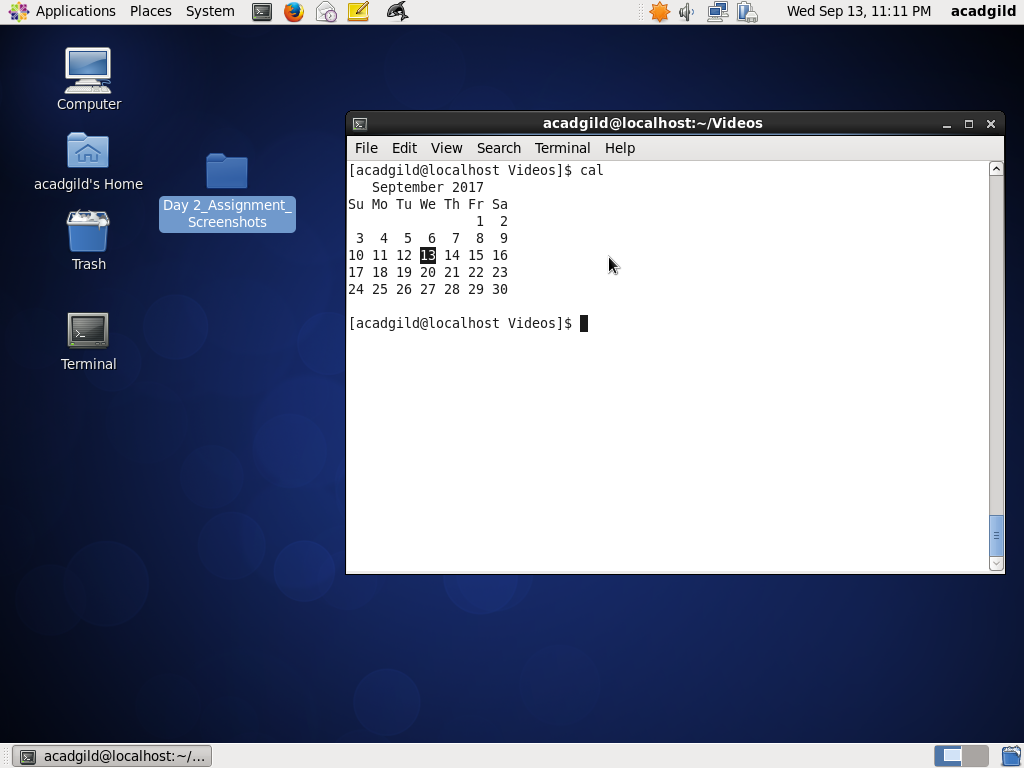 Applications Places System Wed Sep 13, 11:11 PM acadgild
Computer
acadgild's Home
Trash
Terminal
Day 2_Assignment_
Screenshots
acadgild@localhost:~/Videos
File Edit View Search Terminal Help
[acadgild@localhost Videos]$ cal
   September 2017
Su Mo Tu We Th Fr Sa
                1  2
 3  4  5  6  7  8  9
10 11 12 13 14 15 16
17 18 19 20 21 22 23
24 25 26 27 28 29 30
[acadgild@localhost Videos]$
acadgild@localhost:~/...